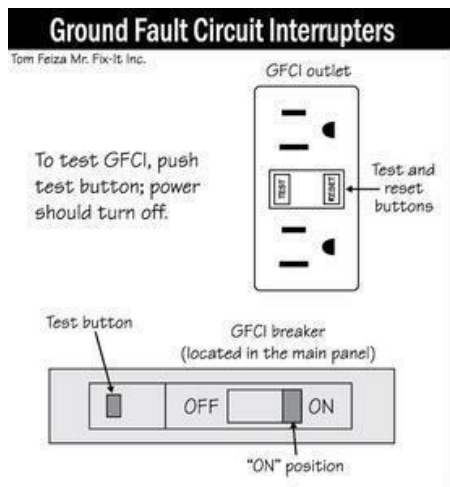 Ground Fault Circuit Interrupters
Tom Feiza Mr. Fix-It Inc.
GFCI outlet
To test GFCI, push
test button; power
should turn off.
TEST
RESET
Test and
reset
buttons
Test button
GFCI breaker
(located in the main panel)
OFF
ON
"ON" position